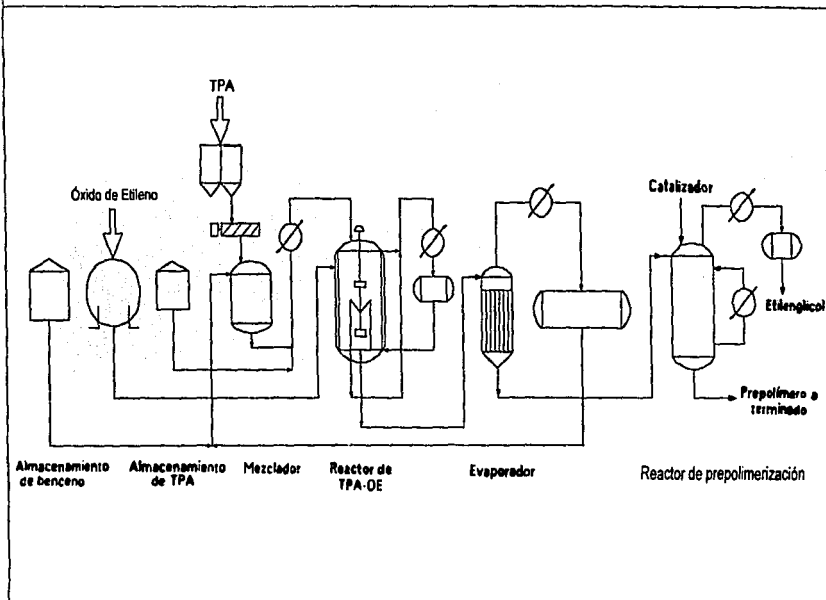 TPA
Óxido de Etileno
Catalizador
Etilenglicol
Prepolímero a
terminado
Almacenamiento
de benceno
Almacenamiento
de TPA
Mezclador
Reactor de
TPA-OE
Evaporador
Reactor de prepolimerización